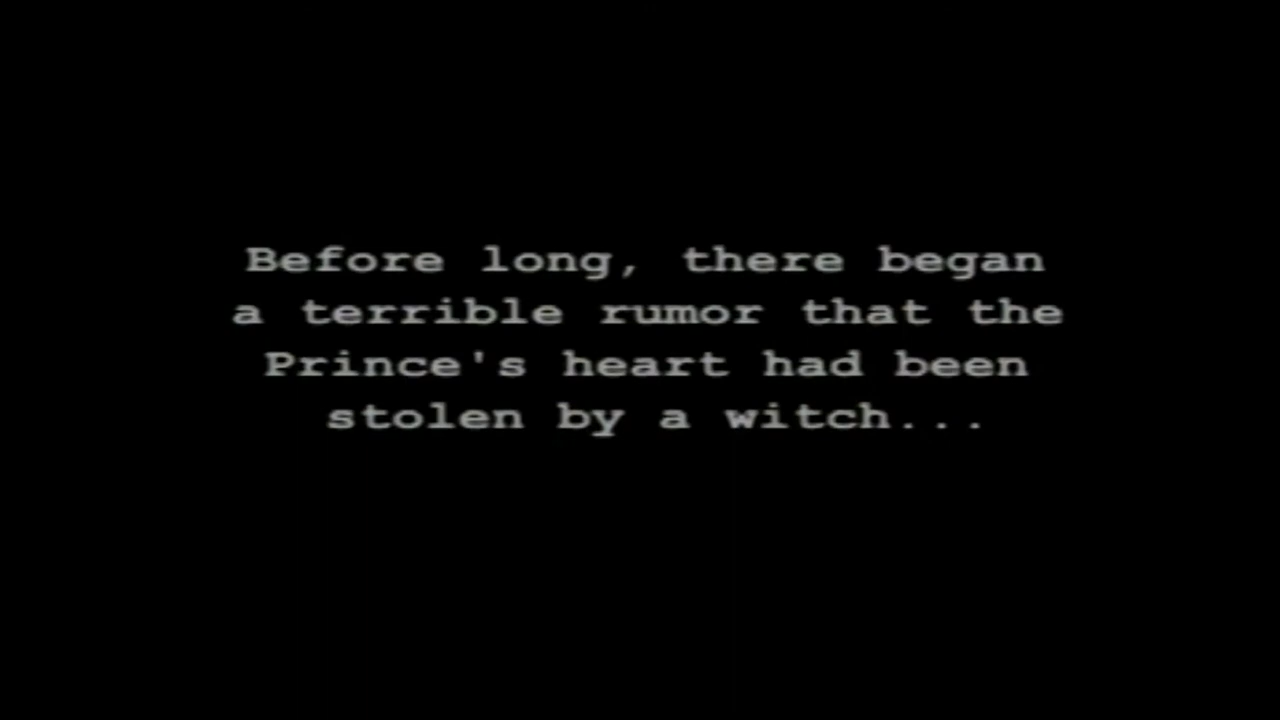 Before long, there began
a terrible rumor that the
Prince's heart had been
stolen by a witch...